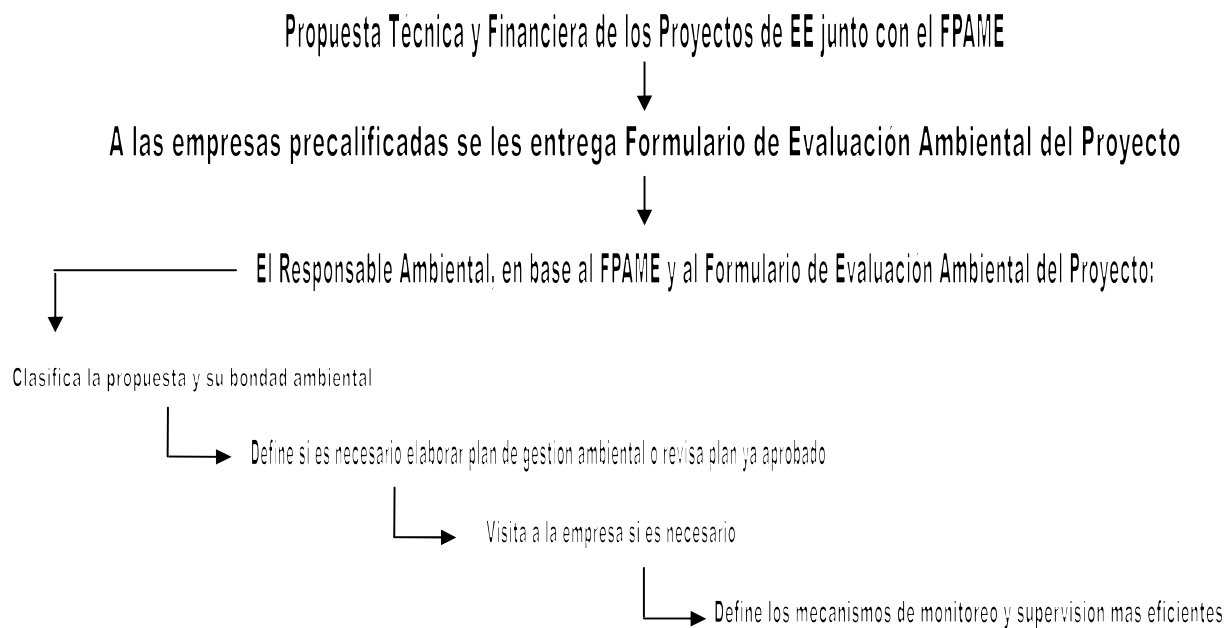 Propuesta Técnica y Financiera de los Proyectos de EE junto con el FPAME
A las empresas precalificadas se les entrega Formulario de Evaluación Ambiental del Proyecto
El Responsable Ambiental, en base al FPAME y al Formulario de Evaluación Ambiental del Proyecto:
Clasifica la propuesta y su bondad ambiental
Define si es necesario elaborar plan de gestion ambiental o revisa plan ya aprobado
Visita a la empresa si es necesario
Define los mecanismos de monitoreo y supervision mas eficientes